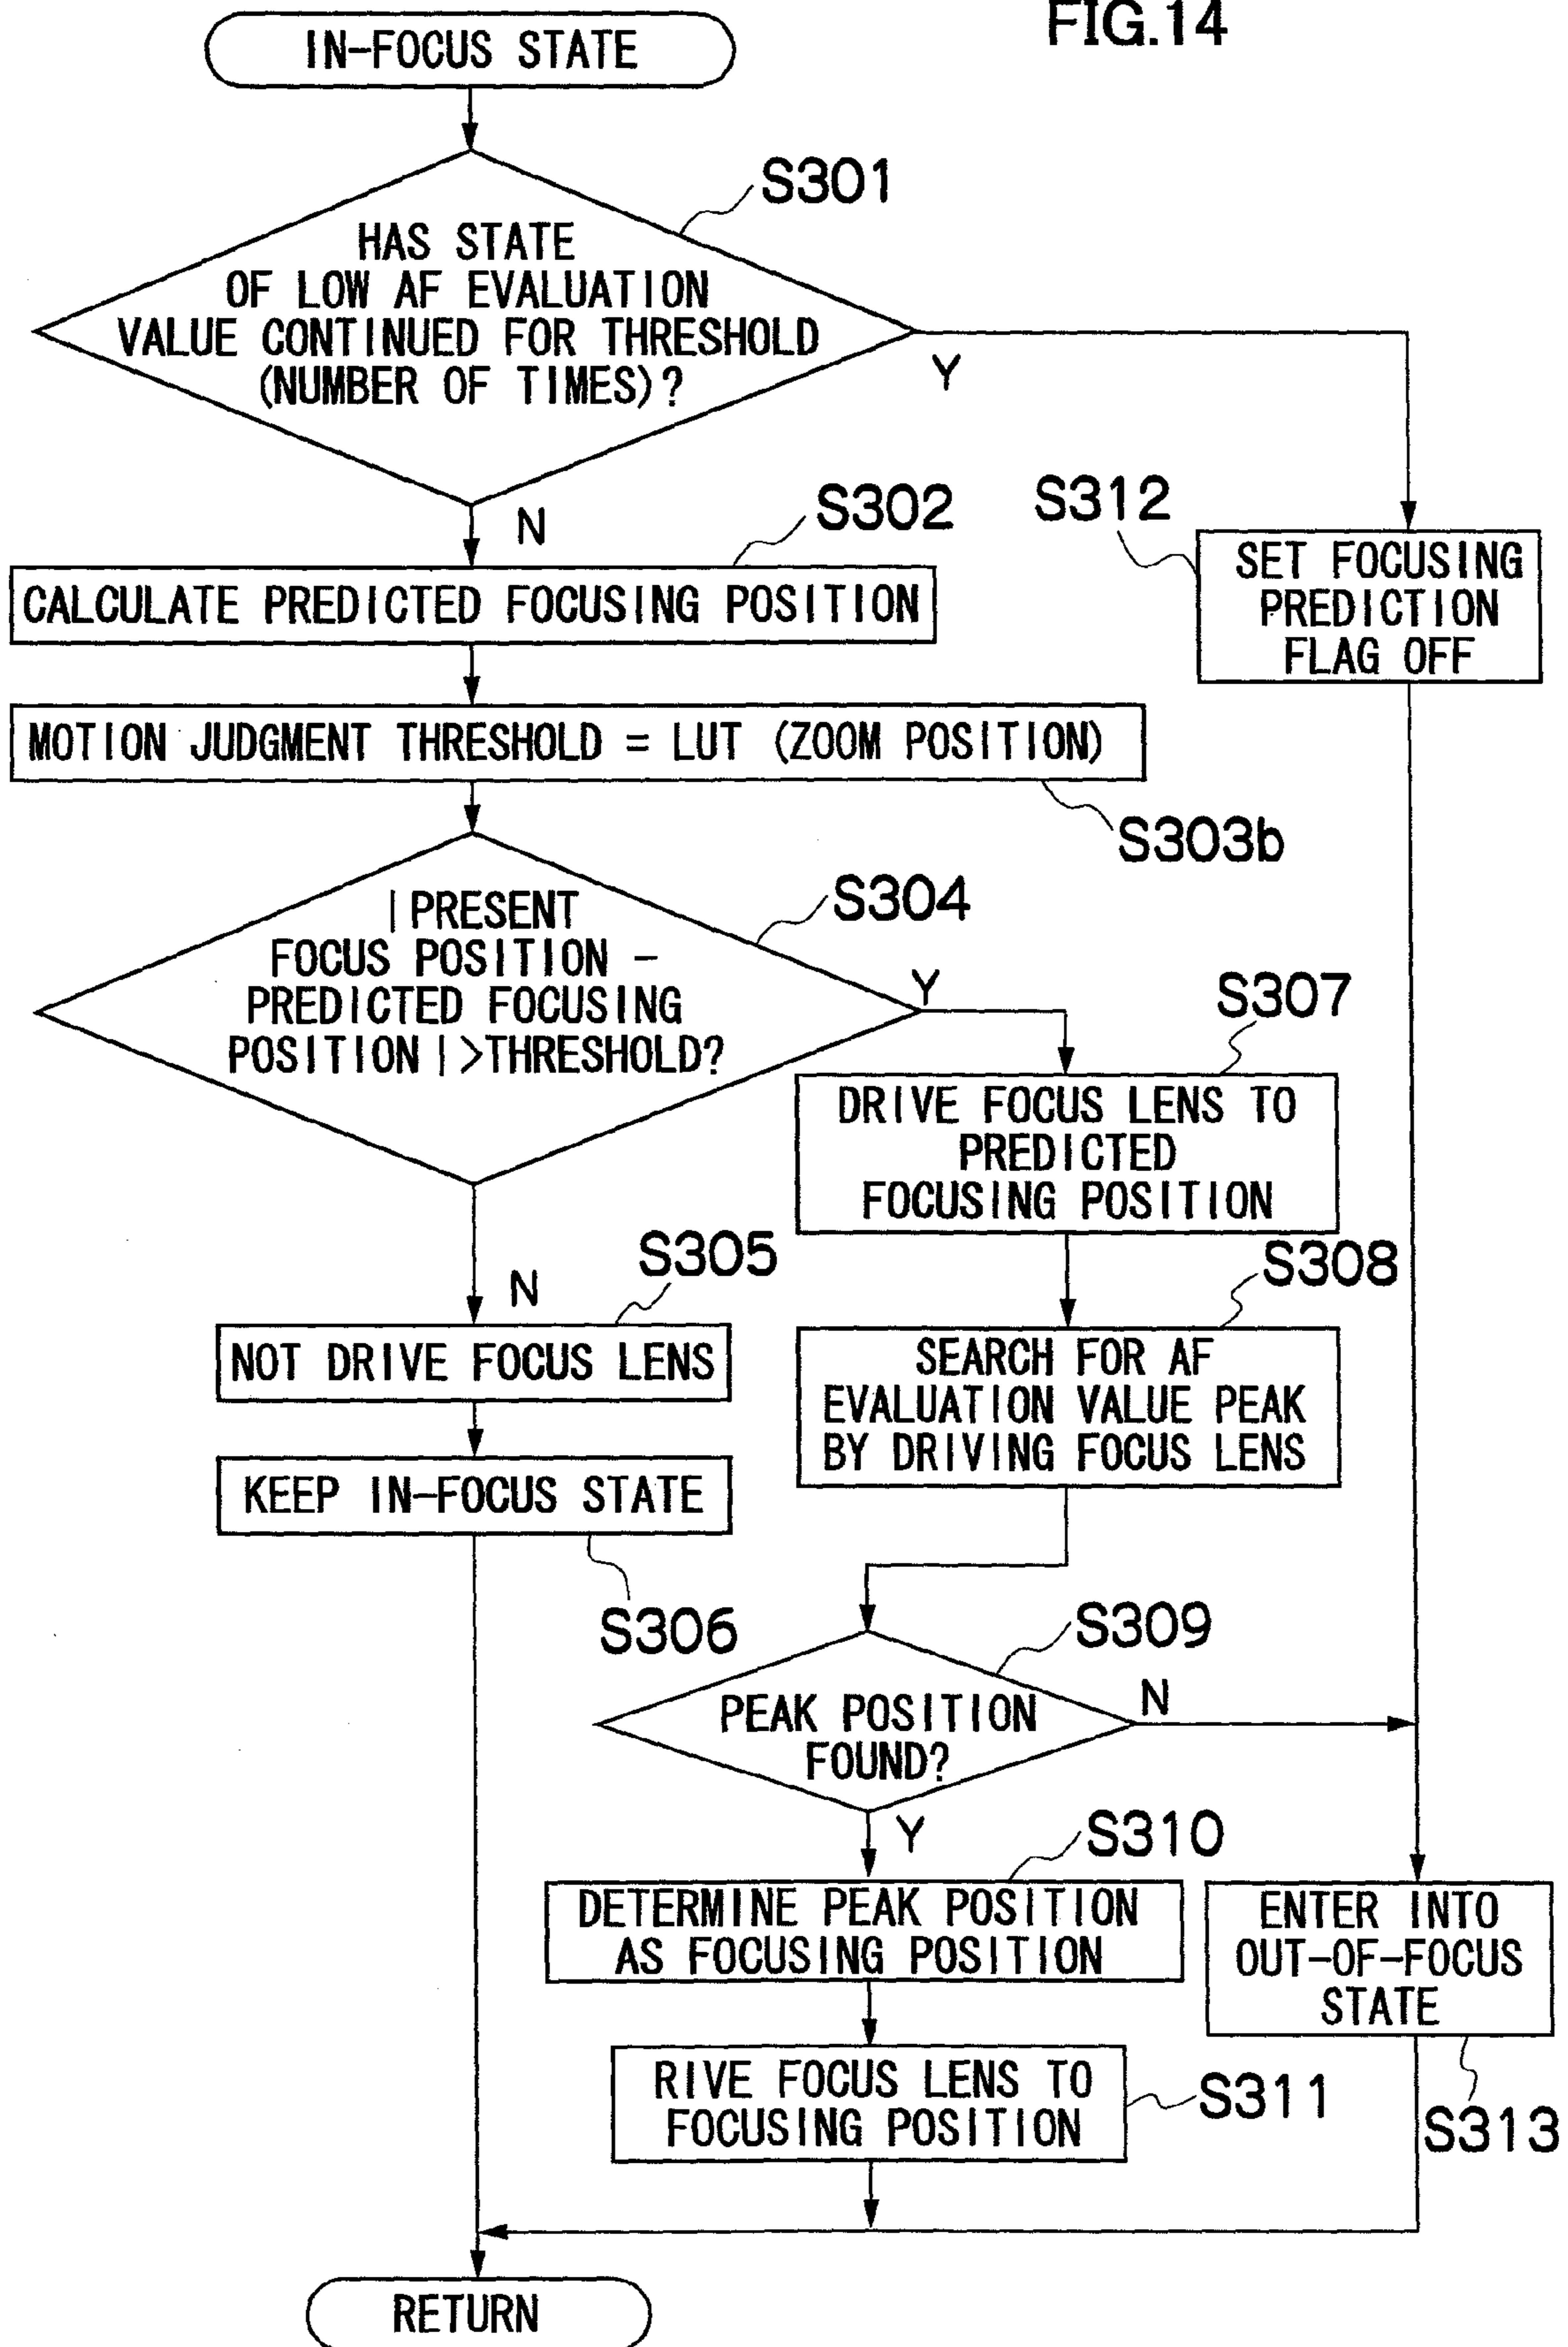 FIG.14
IN-FOCUS STATE
S301
HAS STATE
OF LOW AF EVALUATION
VALUE CONTINUED FOR THRESHOLD
(NUMBER OF TIMES)?
Y
N
S302
S312
SET FOCUSING
PREDICTION
FLAG OFF
CALCULATE PREDICTED FOCUSING POSITION
MOTION JUDGMENT THRESHOLD = LUT (ZOOM POSITION)
S303b
S304
|PRESENT
FOCUS POSITION -
PREDICTED FOCUSING
POSITION|>THRESHOLD?
Y
N
S307
DRIVE FOCUS LENS TO
PREDICTED
FOCUSING POSITION
S305
NOT DRIVE FOCUS LENS
S308
SEARCH FOR AF
EVALUATION VALUE PEAK
BY DRIVING FOCUS LENS
KEEP IN-FOCUS STATE
S306
S309
PEAK POSITION
FOUND?
N
Y
S310
DETERMINE PEAK POSITION
AS FOCUSING POSITION
ENTER INTO
OUT-OF-FOCUS
STATE
RIVE FOCUS LENS TO
FOCUSING POSITION
S311
S313
RETURN